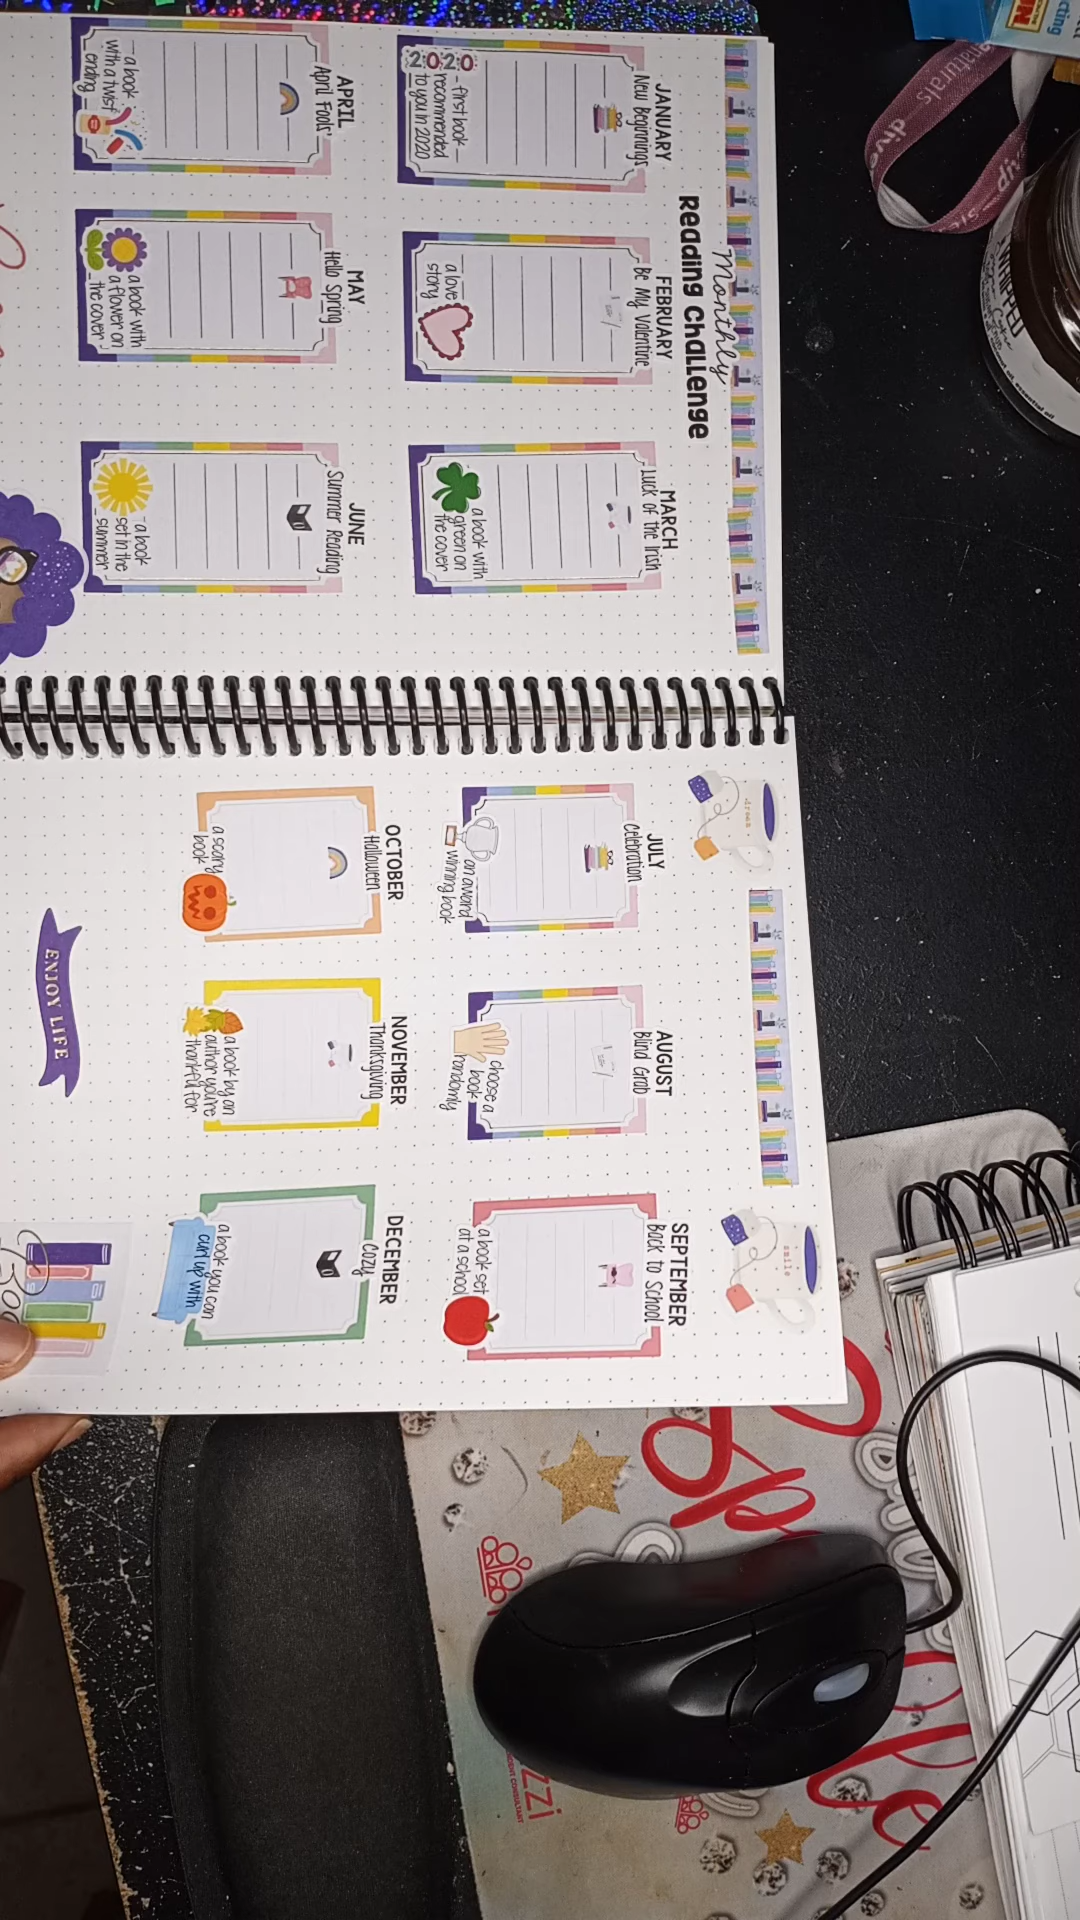 Monthly
Reading Challenge
JANUARY
New Beginnings
2020
first book
recommended
to you in 2020
FEBRUARY
Be My Valentine
a love
story
MARCH
Luck of the Irish
a book with
green on
the cover
APRIL
April Fools'
a book
with a twist
ending
MAY
Hello Spring
a book with
a flower on
the cover
JUNE
Summer Reading
a book
set in the
summer
dream
smile
JULY
Celebration
an award
winning book
AUGUST
Blind Grab
choose a
book
randomly
SEPTEMBER
Back to School
a book set
at a school
OCTOBER
Halloween
a scary
book
NOVEMBER
Thanksgiving
a book by an
author you're
thankful for
DECEMBER
Cozy
a book you can
curl up with
ENJOY LIFE
naturals
WHIPPED